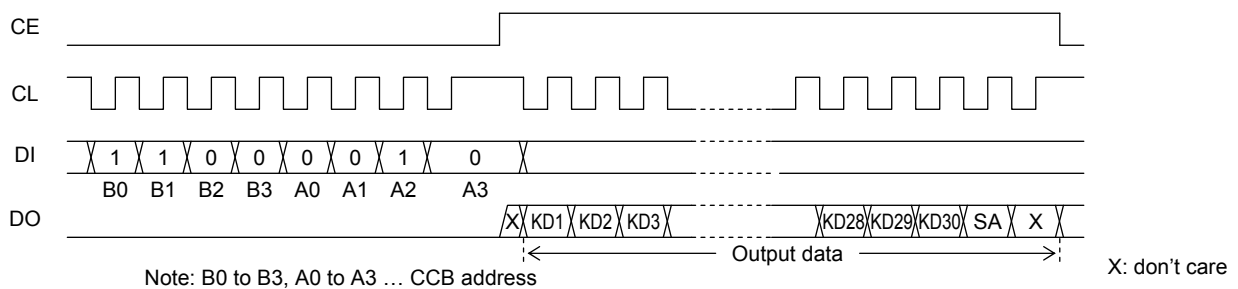 CE
CL
DI 1 1 0 0 0 0 1 0
B0 B1 B2 B3 A0 A1 A2 A3
DO X KD1 KD2 KD3 KD28 KD29 KD30 SA X
Output data
X: don't care
Note: B0 to B3, A0 to A3 … CCB address